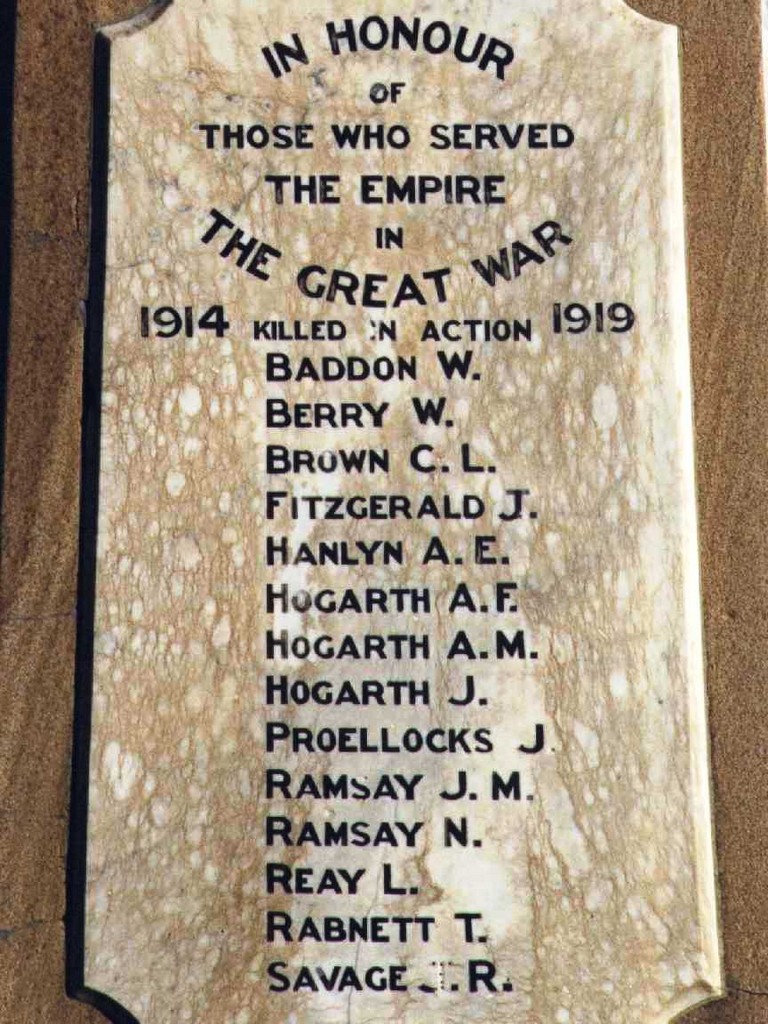 IN HONOUR
OF
THOSE WHO SERVED
THE EMPIRE
IN
THE GREAT WAR
1914 KILLED IN ACTION 1919
BADDON W.
BERRY W.
BROWN C. L.
FITZGERALD J.
HANLYN A. E.
HOGARTH A. F.
HOGARTH A. M.
HOGARTH J.
PROELLOCKS J.
RAMSAY J. M.
RAMSAY N.
REAY L.
RABNETT T.
SAVAGE J. R.